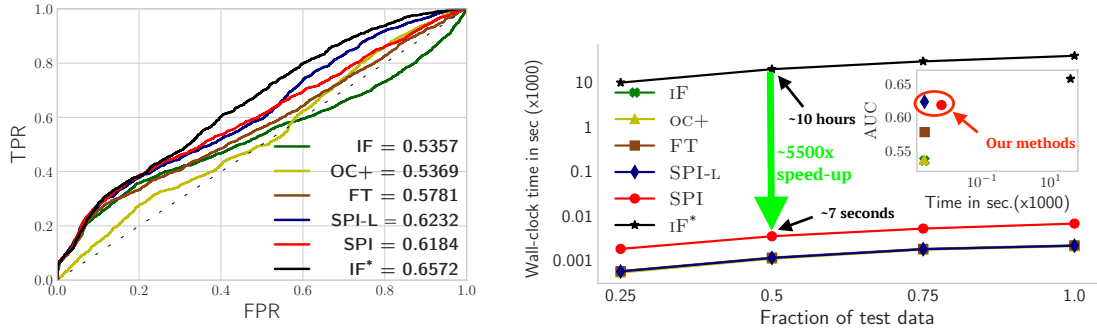 TPR
1.0
0.8
0.6
0.4
0.2
0.0
0.0 0.2 0.4 0.6 0.8 1.0
FPR
IF = 0.5357
OC+ = 0.5369
FT = 0.5781
SPI-L = 0.6232
SPI = 0.6184
IF* = 0.6572
Wall-clock time in sec (x1000)
10
1
0.1
0.01
0.001
0.25 0.5 0.75 1.0
Fraction of test data
IF
OC+
FT
SPI-L
SPI
IF*
~10 hours
~5500x
speed-up
~7 seconds
AUC
0.65
0.60
0.55
Our methods
10⁻¹ 10¹
Time in sec.(x1000)